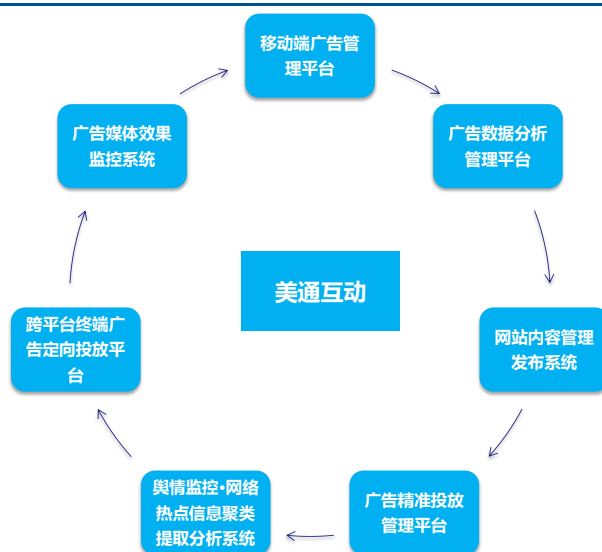 移动端广告管
理平台
广告数据分析
管理平台
网站内容管理
发布系统
广告精准投放
管理平台
舆情监控·网络
热点信息聚类
提取分析系统
跨平台终端广
告定向投放平
台
广告媒体效果
监控系统
美通互动